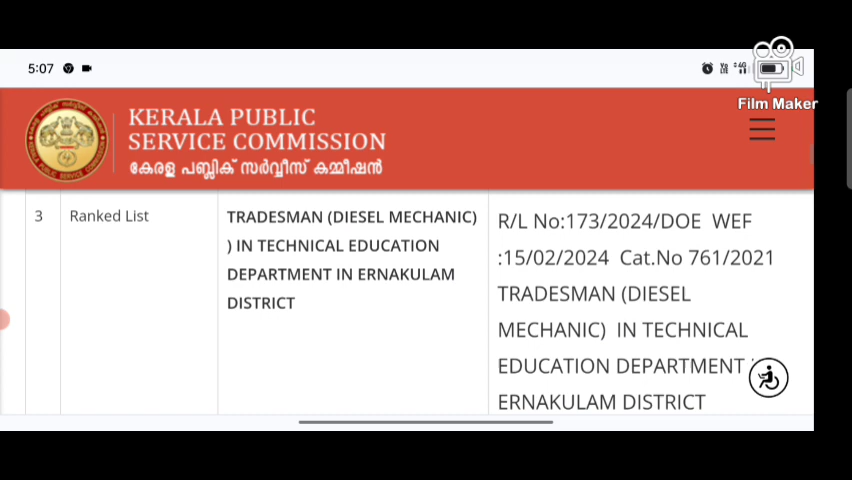 5:07
4G
Film Maker
KERALA PUBLIC
SERVICE COMMISSION
കേരള പബ്ലിക് സർവ്വീസ് കമ്മീഷൻ
3
Ranked List
TRADESMAN (DIESEL MECHANIC)
) IN TECHNICAL EDUCATION
DEPARTMENT IN ERNAKULAM
DISTRICT
R/L No:173/2024/DOE WEF
:15/02/2024 Cat.No 761/2021
TRADESMAN (DIESEL
MECHANIC) IN TECHNICAL
EDUCATION DEPARTMENT
ERNAKULAM DISTRICT